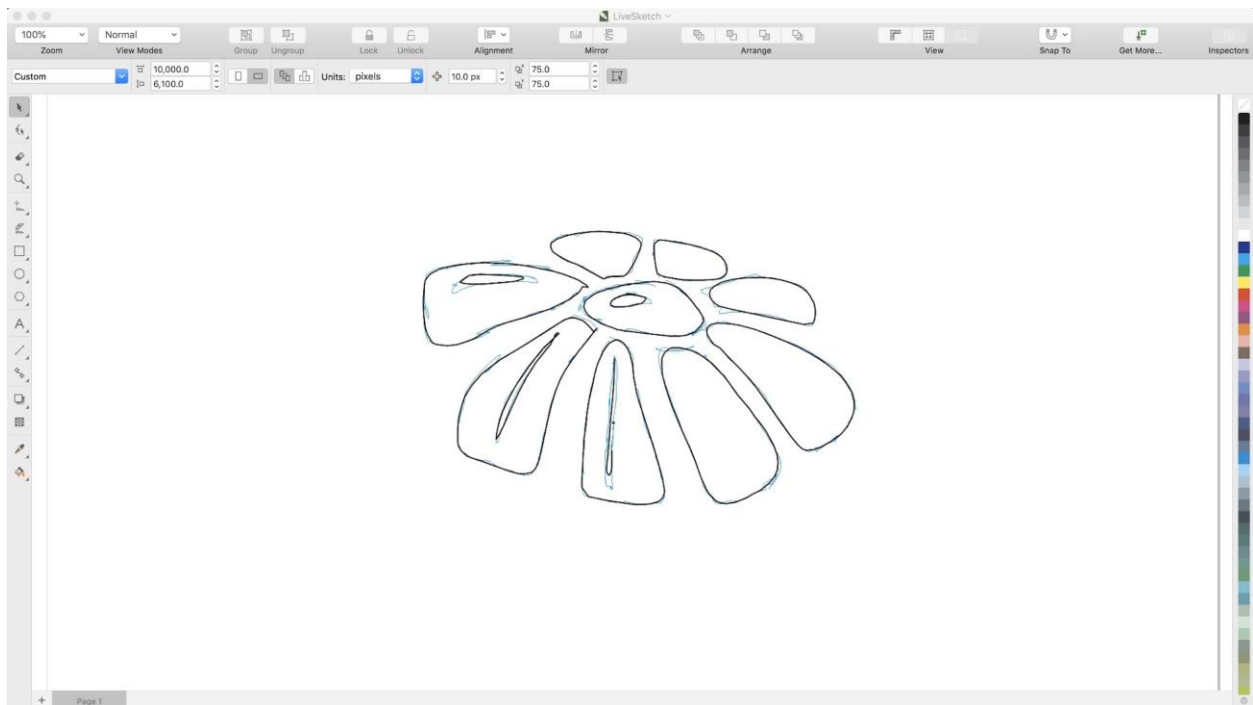 LiveSketch
100% Normal
Zoom View Modes Group Ungroup Lock Unlock Alignment Mirror Arrange View Snap To Get More... Inspectors
Custom 10,000.0 6,100.0 Units: pixels 10.0 px 75.0 75.0
A
+ Page 1